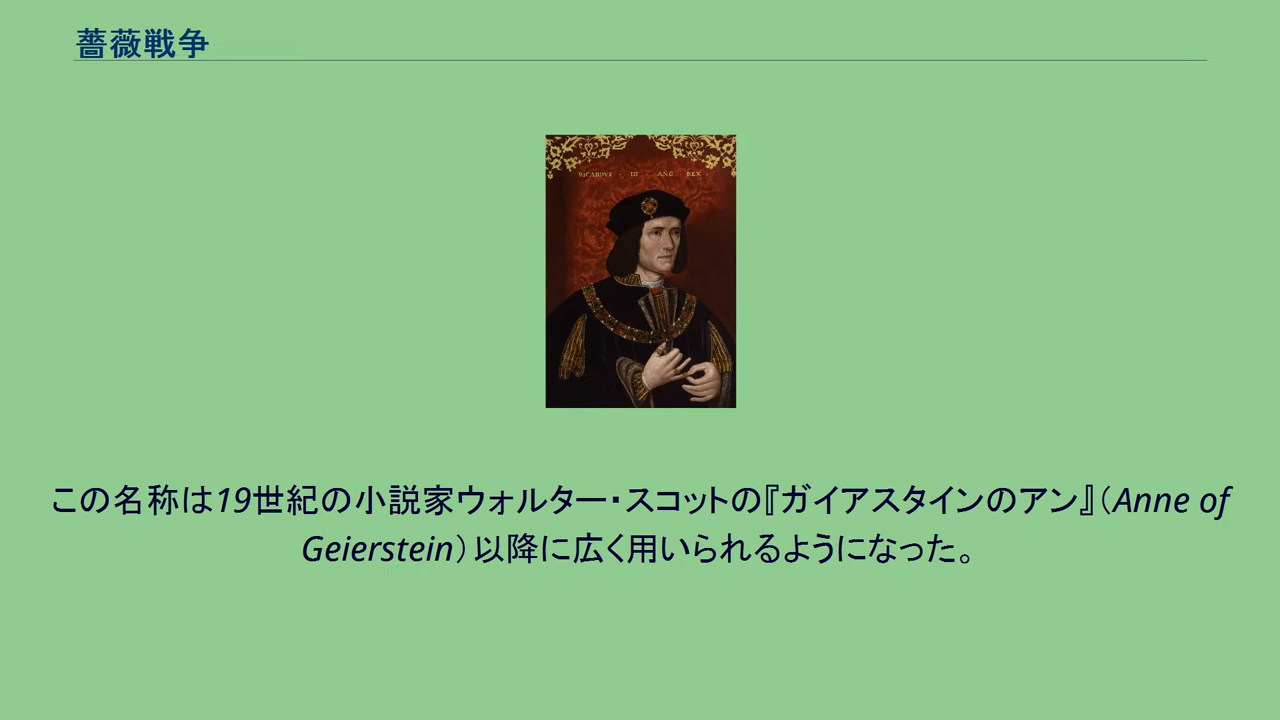 薔薇戦争
RICARDVS · III · ANG REX
この名称は19世紀の小説家ウォルター・スコットの『ガイアスタインのアン』（Anne of
Geierstein）以降に広く用いられるようになった。